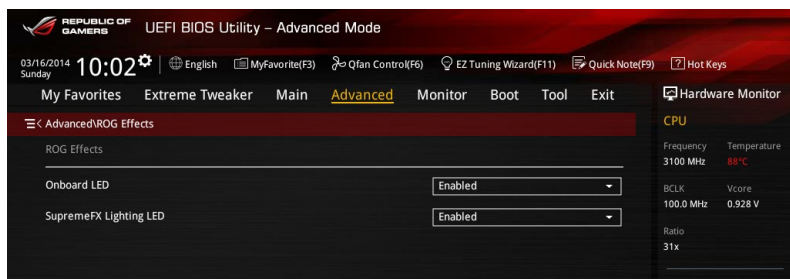 REPUBLIC OF
GAMERS
UEFI BIOS Utility – Advanced Mode
03/16/2014
Sunday
10:02
English
MyFavorite(F3)
Qfan Control(F6)
EZ Tuning Wizard(F11)
Quick Note(F9)
? Hot Keys
My Favorites
Extreme Tweaker
Main
Advanced
Monitor
Boot
Tool
Exit
Hardware Monitor
< Advanced\ROG Effects
ROG Effects
Onboard LED
Enabled
SupremeFX Lighting LED
Enabled
CPU
Frequency Temperature
3100 MHz 88°C
BCLK Vcore
100.0 MHz 0.928 V
Ratio
31x